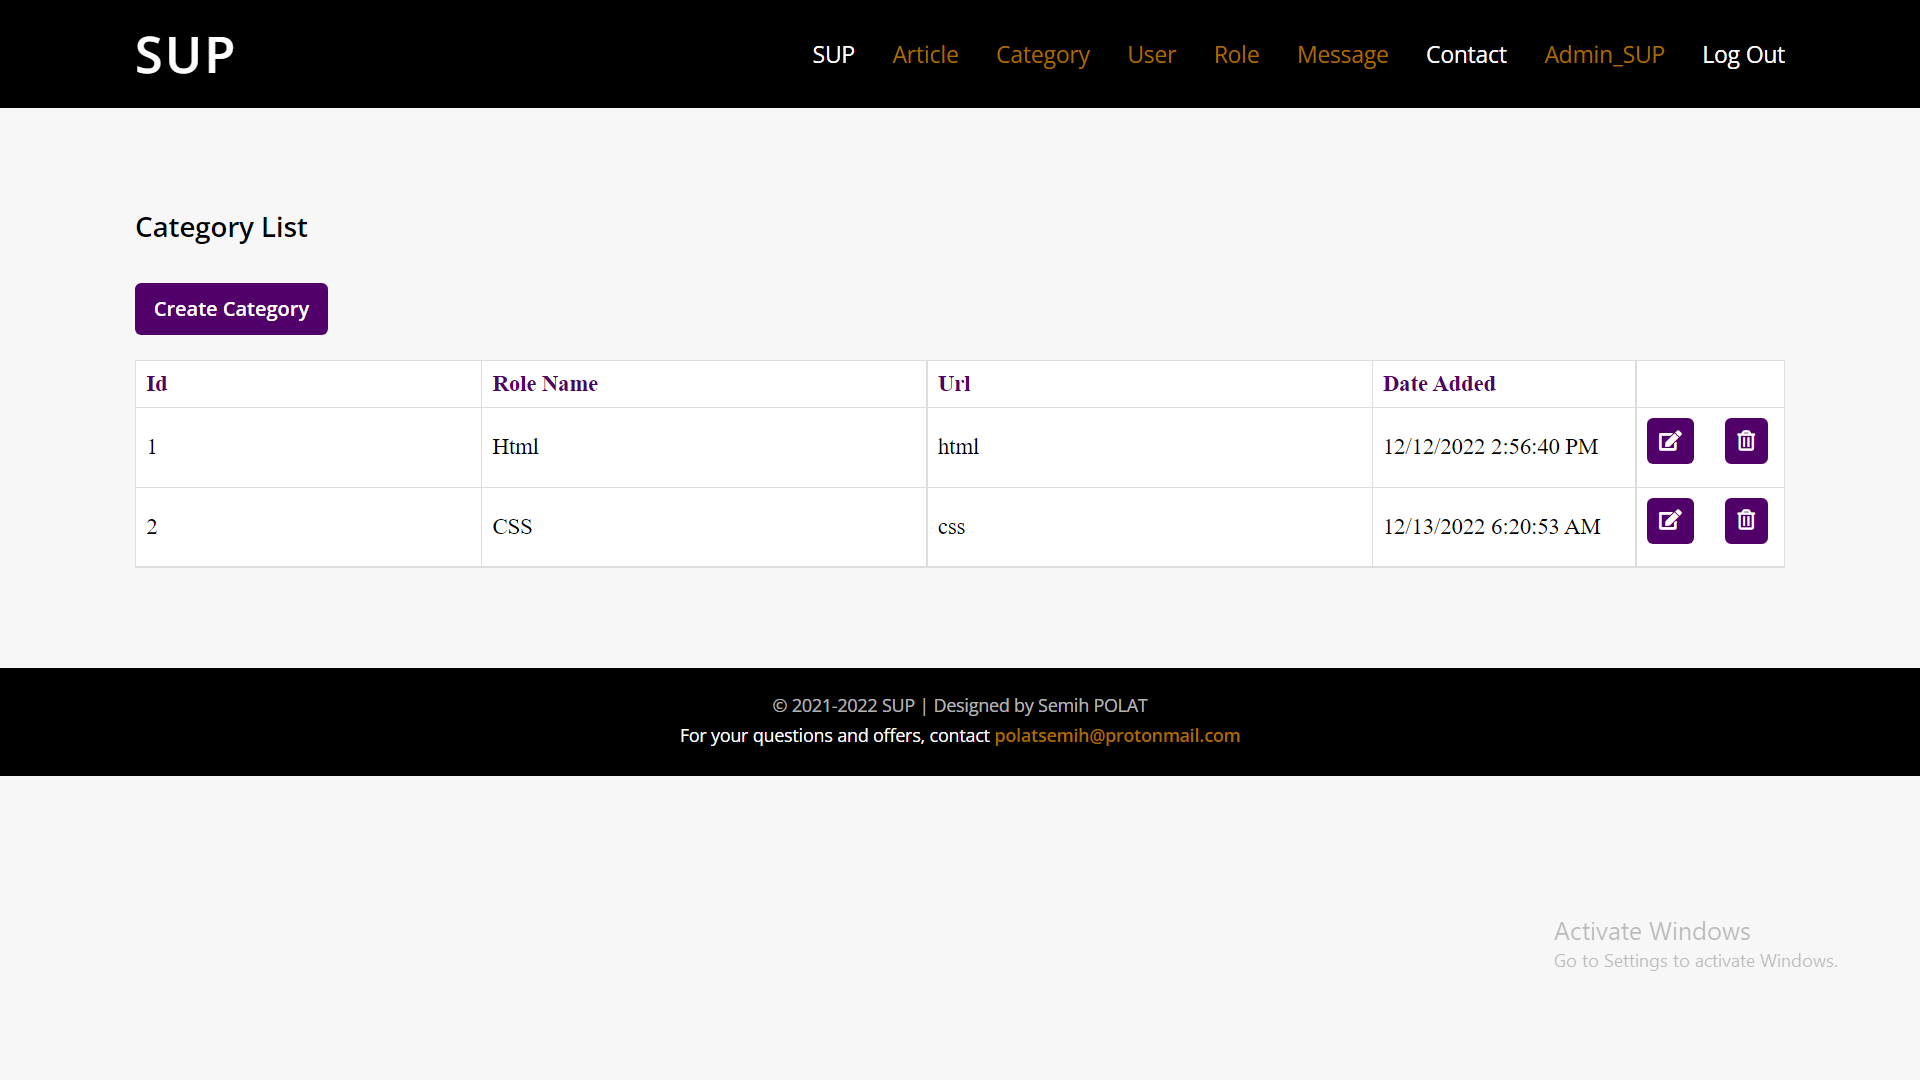 SUP
SUP Article Category User Role Message Contact Admin_SUP Log Out
Category List
Create Category
Id Role Name Url Date Added
1 Html html 12/12/2022 2:56:40 PM
2 CSS css 12/13/2022 6:20:53 AM
© 2021-2022 SUP | Designed by Semih POLAT
For your questions and offers, contact polatsemih@protonmail.com
Activate Windows
Go to Settings to activate Windows.